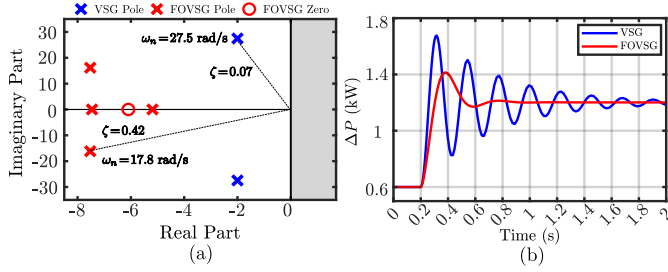 VSG Pole FOVSG Pole FOVSG Zero
30
20
10
0
-10
-20
-30
-8 -6 -4 -2 0
Imaginary Part
Real Part
ωn=27.5 rad/s
ζ=0.07
ζ=0.42
ωn=17.8 rad/s
(a)
VSG
FOVSG
1.8
1.4
1.2
0.6
ΔP (kW)
0 0.2 0.4 0.6 0.8 1 1.2 1.4 1.6 1.8 2
Time (s)
(b)